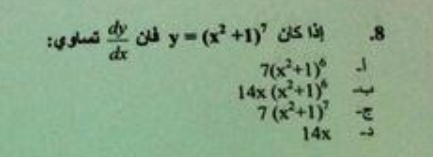 8. إذا كان y = (x² +1)⁷ فان dy/dx تساوي:
أ- 7(x²+1)⁶
ب- 14x (x²+1)⁶
ج- 7 (x²+1)⁷
د- 14x